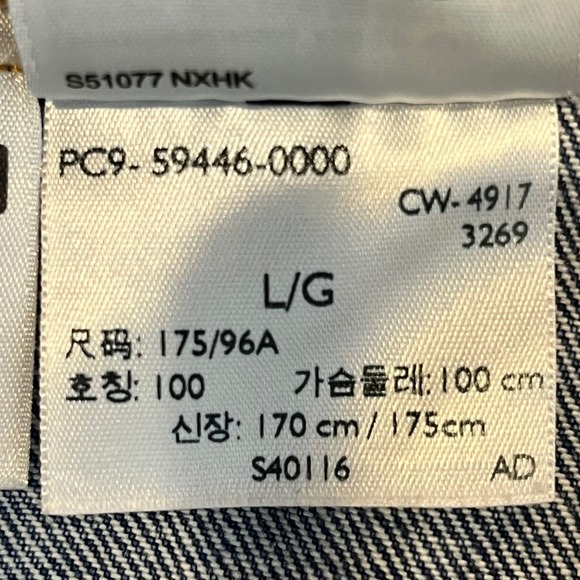 S51077 NXHK
PC9- 59446-0000
CW- 4917
3269
L/G
尺码: 175/96A
호칭: 100 가슴둘레: 100 cm
신장: 170 cm / 175cm
S40116 AD